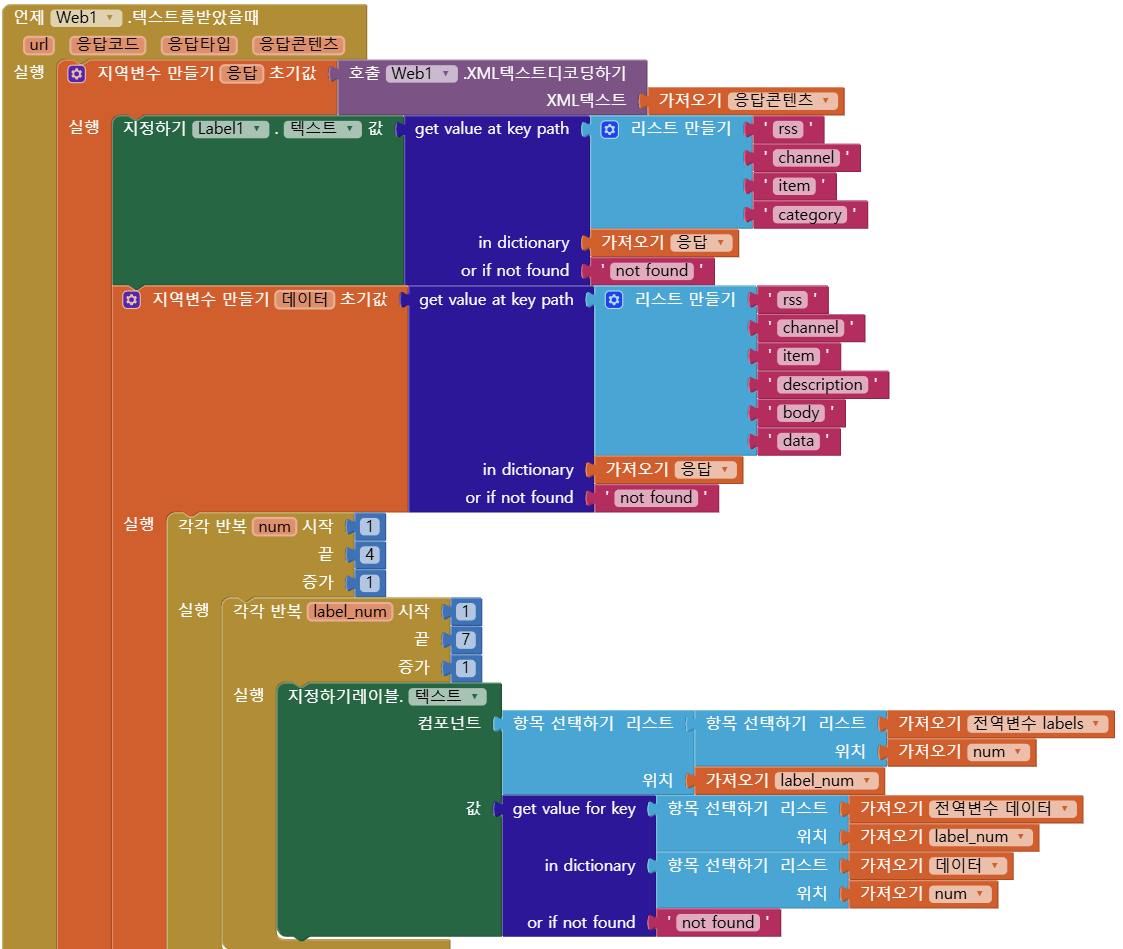 언제 Web1 .텍스트를받았을때
url 응답코드 응답타입 응답콘텐츠
실행 지역변수 만들기 응답 초기값 호출 Web1 .XML텍스트디코딩하기
XML텍스트 가져오기 응답콘텐츠
실행 지정하기 Label1 . 텍스트 값 get value at key path 리스트 만들기 ' rss '
' channel '
' item '
' category '
in dictionary 가져오기 응답
or if not found ' not found '
지역변수 만들기 데이터 초기값 get value at key path 리스트 만들기 ' rss '
' channel '
' item '
' description '
' body '
' data '
in dictionary 가져오기 응답
or if not found ' not found '
실행 각각 반복 num 시작 1
끝 4
증가 1
실행 각각 반복 label_num 시작 1
끝 7
증가 1
실행 지정하기레이블. 텍스트
컴포넌트 항목 선택하기 리스트 항목 선택하기 리스트 가져오기 전역변수 labels
위치 가져오기 num
위치 가져오기 label_num
값 get value for key 항목 선택하기 리스트 가져오기 전역변수 데이터
위치 가져오기 label_num
in dictionary 항목 선택하기 리스트 가져오기 데이터
위치 가져오기 num
or if not found ' not found '